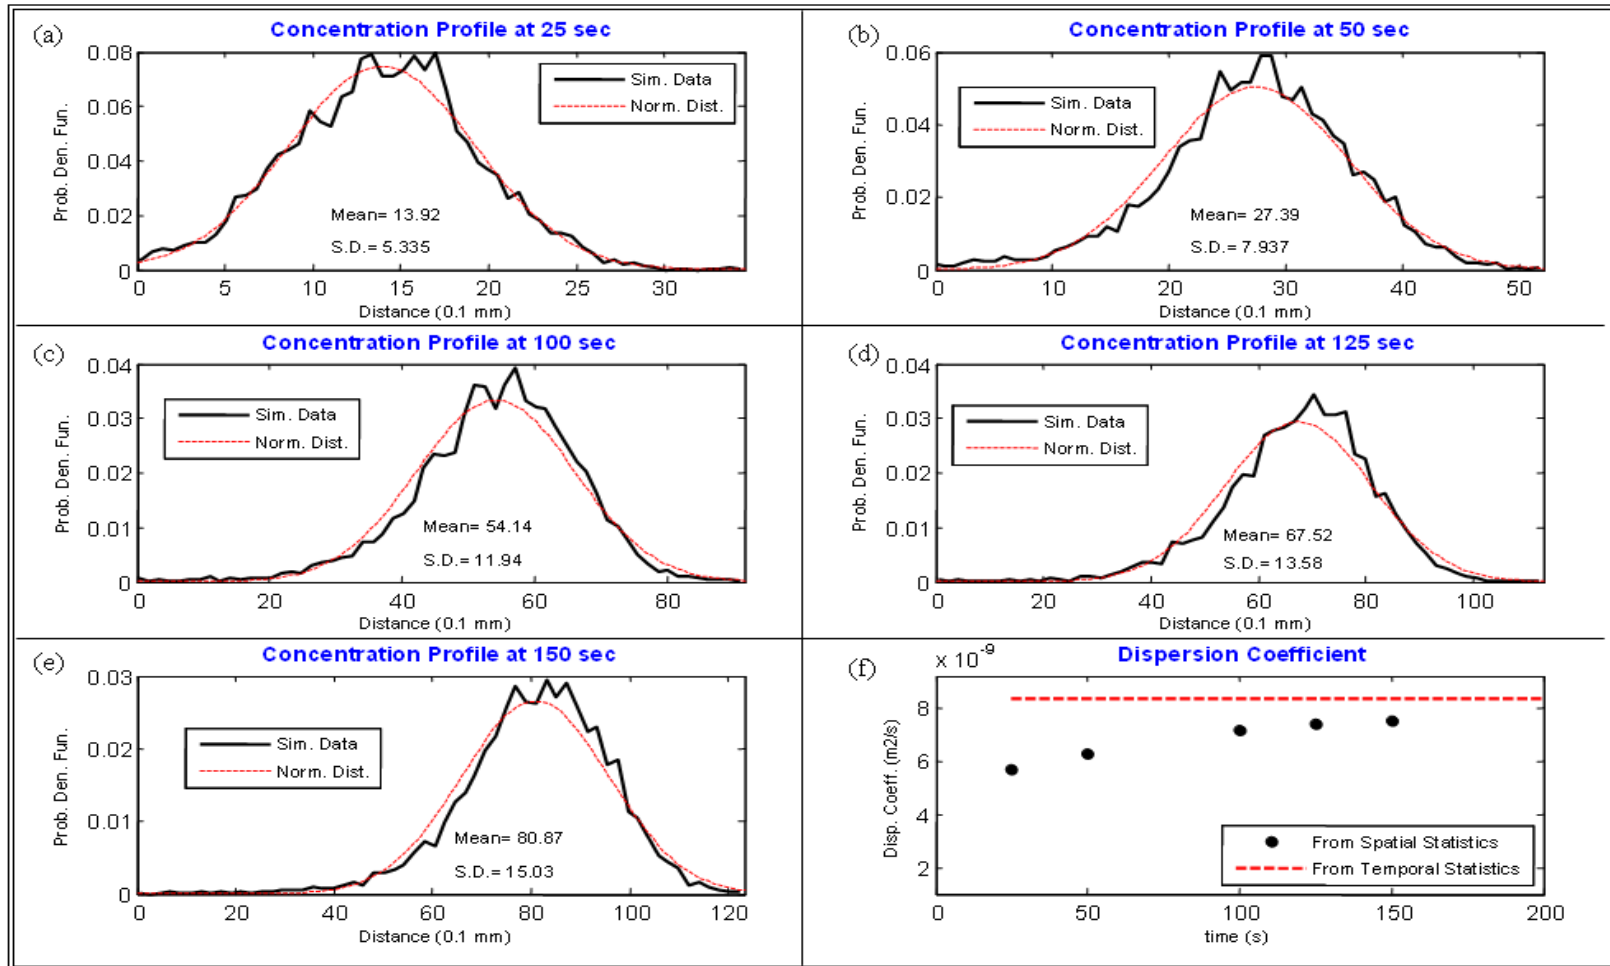 (a)
Concentration Profile at 25 sec
0.08
0.06
0.04
0.02
0
Prob. Den. Fun.
Sim. Data
Norm. Dist.
Mean= 13.92
S.D.= 5.335
0 5 10 15 20 25 30
Distance (0.1 mm)
(b)
Concentration Profile at 50 sec
0.06
0.04
0.02
0
Prob. Den. Fun.
Sim. Data
Norm. Dist.
Mean= 27.39
S.D.= 7.937
0 10 20 30 40 50
Distance (0.1 mm)
(c)
Concentration Profile at 100 sec
0.04
0.03
0.02
0.01
0
Prob. Den. Fun.
Sim. Data
Norm. Dist.
Mean= 54.14
S.D.= 11.94
0 20 40 60 80
Distance (0.1 mm)
(d)
Concentration Profile at 125 sec
0.04
0.03
0.02
0.01
0
Prob. Den. Fun.
Sim. Data
Norm. Dist.
Mean= 67.52
S.D.= 13.58
0 20 40 60 80 100
Distance (0.1 mm)
(e)
Concentration Profile at 150 sec
0.03
0.02
0.01
0
Prob. Den. Fun.
Sim. Data
Norm. Dist.
Mean= 80.87
S.D.= 15.03
0 20 40 60 80 100 120
Distance (0.1 mm)
(f)
x 10-9
Dispersion Coefficient
8
6
4
2
Disp. Coeff. (m2/s)
From Spatial Statistics
From Temporal Statistics
0 50 100 150 200
time (s)